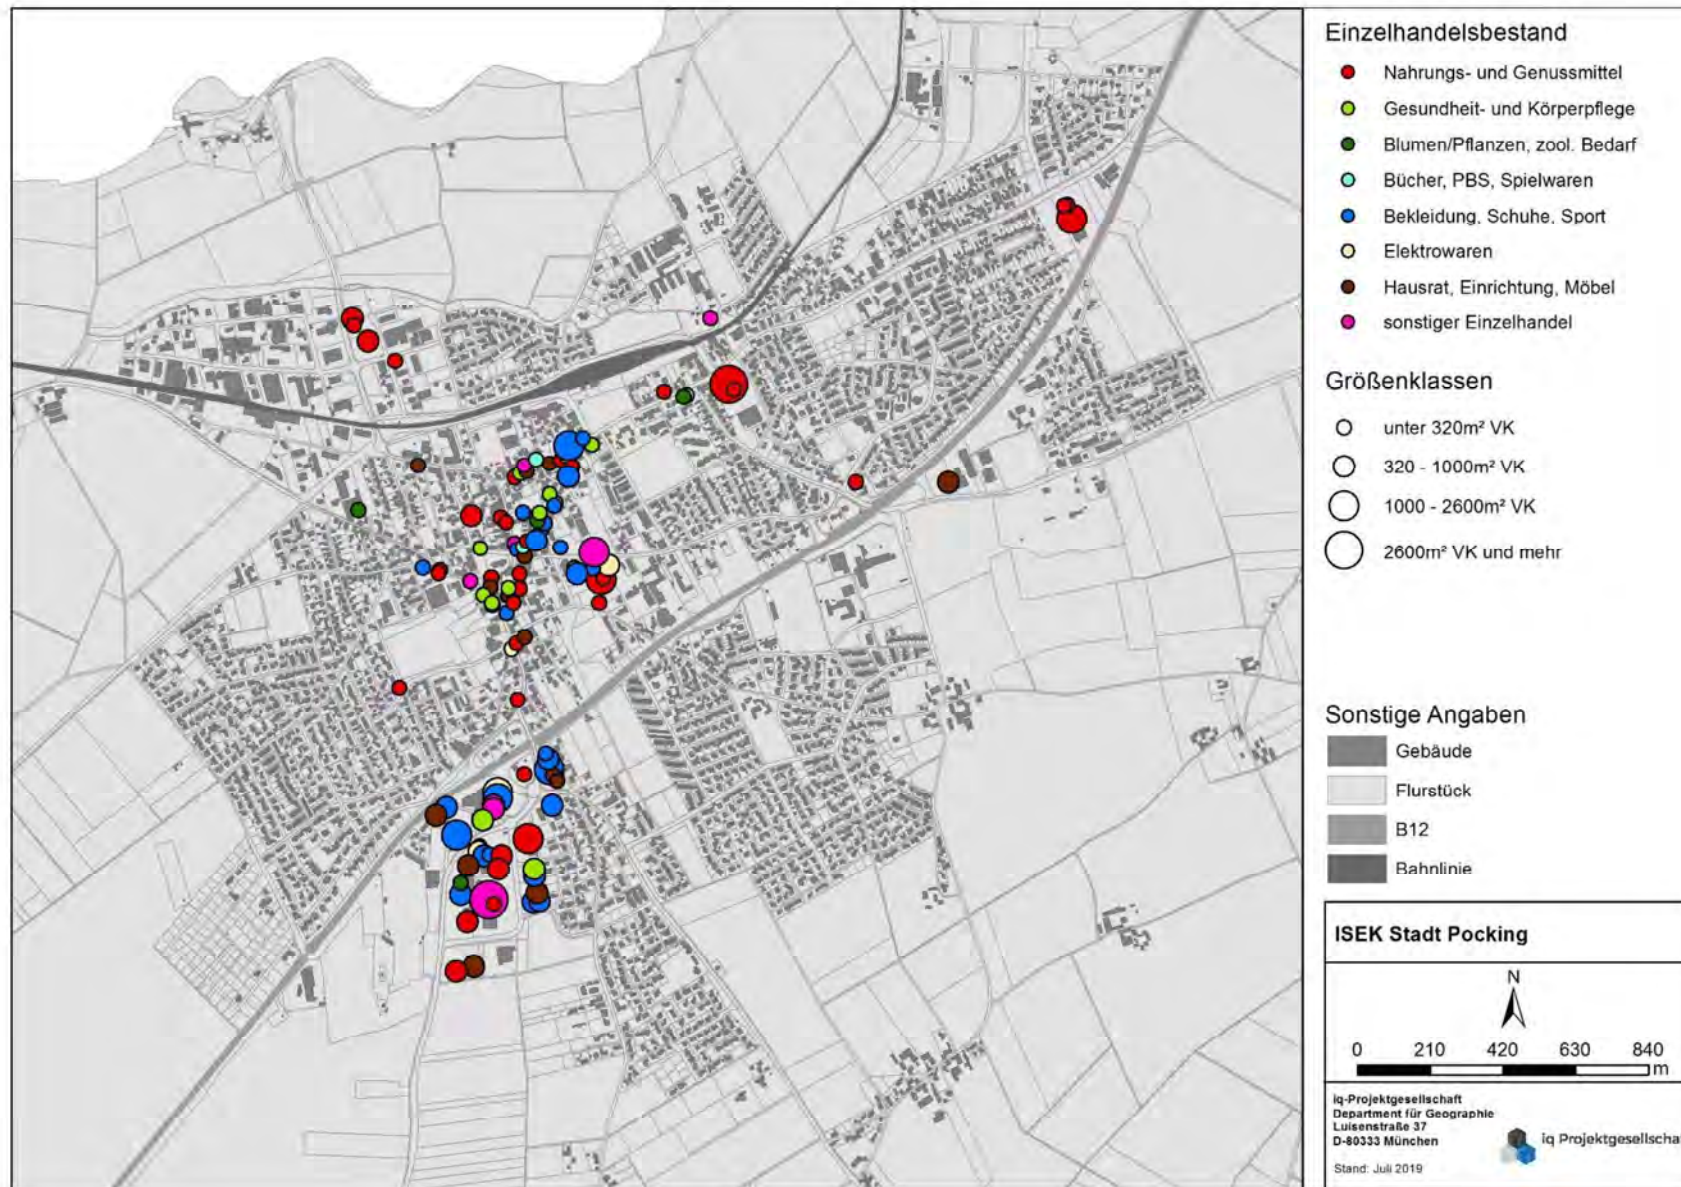 Einzelhandelsbestand
Nahrungs- und Genussmittel
Gesundheit- und Körperpflege
Blumen/Pflanzen, zool. Bedarf
Bücher, PBS, Spielwaren
Bekleidung, Schuhe, Sport
Elektrowaren
Hausrat, Einrichtung, Möbel
sonstiger Einzelhandel
Größenklassen
unter 320m² VK
320 - 1000m² VK
1000 - 2600m² VK
2600m² VK und mehr
Sonstige Angaben
Gebäude
Flurstück
B12
Bahnlinie
ISEK Stadt Pocking
N
0 210 420 630 840
m
iq-Projektgesellschaft
Department für Geographie
Luisenstraße 37
D-80333 München
iq Projektgesellscha
Stand: Juli 2019